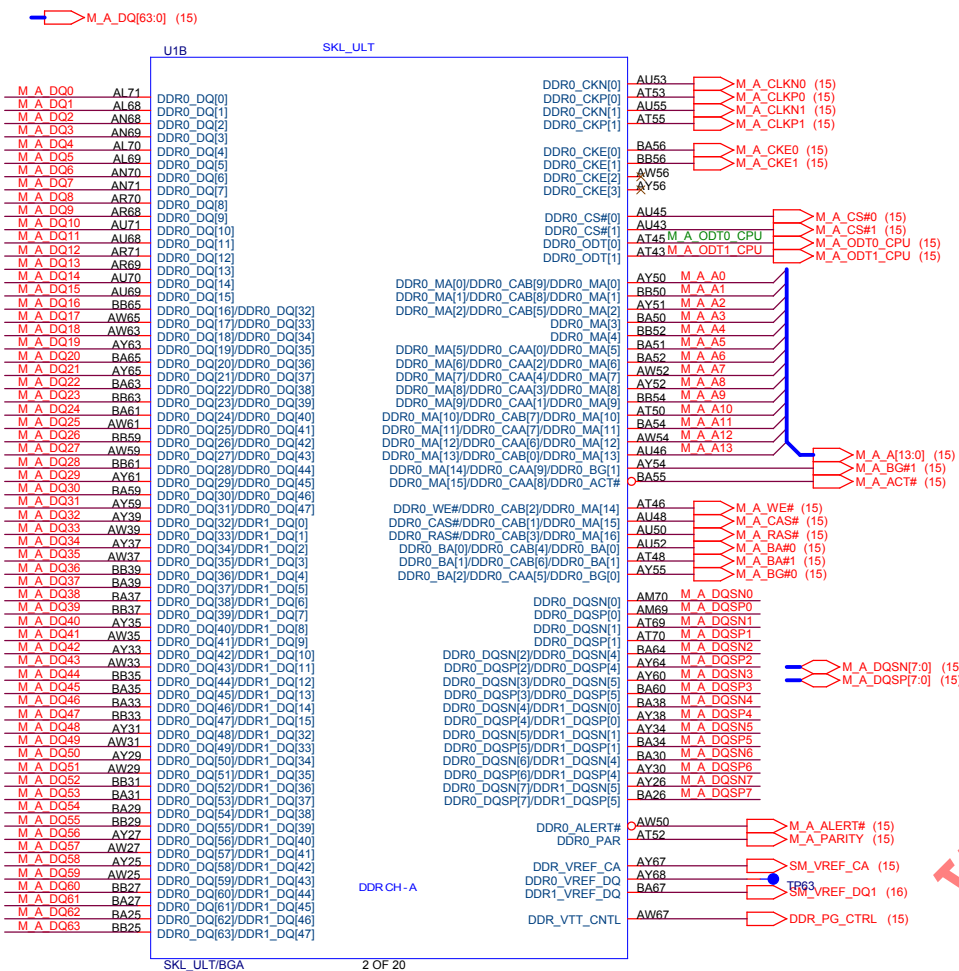 M_A_DQ[63:0] (15)
U1B
SKL_ULT
M_A_DQ0 AL71 DDR0_DQ[0]
M_A_DQ1 AL68 DDR0_DQ[1]
M_A_DQ2 AN68 DDR0_DQ[2]
M_A_DQ3 AN69 DDR0_DQ[3]
M_A_DQ4 AL70 DDR0_DQ[4]
M_A_DQ5 AL69 DDR0_DQ[5]
M_A_DQ6 AN70 DDR0_DQ[6]
M_A_DQ7 AN71 DDR0_DQ[7]
M_A_DQ8 AR70 DDR0_DQ[8]
M_A_DQ9 AR68 DDR0_DQ[9]
M_A_DQ10 AU71 DDR0_DQ[10]
M_A_DQ11 AU68 DDR0_DQ[11]
M_A_DQ12 AR71 DDR0_DQ[12]
M_A_DQ13 AR69 DDR0_DQ[13]
M_A_DQ14 AU70 DDR0_DQ[14]
M_A_DQ15 AU69 DDR0_DQ[15]
M_A_DQ16 BB65 DDR0_DQ[16]/DDR0_DQ[32]
M_A_DQ17 AW65 DDR0_DQ[17]/DDR0_DQ[33]
M_A_DQ18 AW63 DDR0_DQ[18]/DDR0_DQ[34]
M_A_DQ19 AY63 DDR0_DQ[19]/DDR0_DQ[35]
M_A_DQ20 BA65 DDR0_DQ[20]/DDR0_DQ[36]
M_A_DQ21 AY65 DDR0_DQ[21]/DDR0_DQ[37]
M_A_DQ22 BA63 DDR0_DQ[22]/DDR0_DQ[38]
M_A_DQ23 BB63 DDR0_DQ[23]/DDR0_DQ[39]
M_A_DQ24 BA61 DDR0_DQ[24]/DDR0_DQ[40]
M_A_DQ25 AW61 DDR0_DQ[25]/DDR0_DQ[41]
M_A_DQ26 BB59 DDR0_DQ[26]/DDR0_DQ[42]
M_A_DQ27 AW59 DDR0_DQ[27]/DDR0_DQ[43]
M_A_DQ28 BB61 DDR0_DQ[28]/DDR0_DQ[44]
M_A_DQ29 AY61 DDR0_DQ[29]/DDR0_DQ[45]
M_A_DQ30 BA59 DDR0_DQ[30]/DDR0_DQ[46]
M_A_DQ31 AY59 DDR0_DQ[31]/DDR0_DQ[47]
M_A_DQ32 AY39 DDR0_DQ[32]/DDR1_DQ[0]
M_A_DQ33 AW39 DDR0_DQ[33]/DDR1_DQ[1]
M_A_DQ34 AY37 DDR0_DQ[34]/DDR1_DQ[2]
M_A_DQ35 AW37 DDR0_DQ[35]/DDR1_DQ[3]
M_A_DQ36 BB39 DDR0_DQ[36]/DDR1_DQ[4]
M_A_DQ37 BA39 DDR0_DQ[37]/DDR1_DQ[5]
M_A_DQ38 BA37 DDR0_DQ[38]/DDR1_DQ[6]
M_A_DQ39 BB37 DDR0_DQ[39]/DDR1_DQ[7]
M_A_DQ40 AY35 DDR0_DQ[40]/DDR1_DQ[8]
M_A_DQ41 AW35 DDR0_DQ[41]/DDR1_DQ[9]
M_A_DQ42 AY33 DDR0_DQ[42]/DDR1_DQ[10]
M_A_DQ43 AW33 DDR0_DQ[43]/DDR1_DQ[11]
M_A_DQ44 BB35 DDR0_DQ[44]/DDR1_DQ[12]
M_A_DQ45 BA35 DDR0_DQ[45]/DDR1_DQ[13]
M_A_DQ46 BA33 DDR0_DQ[46]/DDR1_DQ[14]
M_A_DQ47 BB33 DDR0_DQ[47]/DDR1_DQ[15]
M_A_DQ48 AY31 DDR0_DQ[48]/DDR1_DQ[32]
M_A_DQ49 AW31 DDR0_DQ[49]/DDR1_DQ[33]
M_A_DQ50 AY29 DDR0_DQ[50]/DDR1_DQ[34]
M_A_DQ51 AW29 DDR0_DQ[51]/DDR1_DQ[35]
M_A_DQ52 BB31 DDR0_DQ[52]/DDR1_DQ[36]
M_A_DQ53 BA31 DDR0_DQ[53]/DDR1_DQ[37]
M_A_DQ54 BA29 DDR0_DQ[54]/DDR1_DQ[38]
M_A_DQ55 BB29 DDR0_DQ[55]/DDR1_DQ[39]
M_A_DQ56 AY27 DDR0_DQ[56]/DDR1_DQ[40]
M_A_DQ57 AW27 DDR0_DQ[57]/DDR1_DQ[41]
M_A_DQ58 AY25 DDR0_DQ[58]/DDR1_DQ[42]
M_A_DQ59 AW25 DDR0_DQ[59]/DDR1_DQ[43]
M_A_DQ60 BB27 DDR0_DQ[60]/DDR1_DQ[44]
M_A_DQ61 BA27 DDR0_DQ[61]/DDR1_DQ[45]
M_A_DQ62 BA25 DDR0_DQ[62]/DDR1_DQ[46]
M_A_DQ63 BB25 DDR0_DQ[63]/DDR1_DQ[47]
DDR0_CKN[0] AU53 M_A_CLKN0 (15)
DDR0_CKP[0] AT53 M_A_CLKP0 (15)
DDR0_CKN[1] AU55 M_A_CLKN1 (15)
DDR0_CKP[1] AT55 M_A_CLKP1 (15)
DDR0_CKE[0] BA56 M_A_CKE0 (15)
DDR0_CKE[1] BB56 M_A_CKE1 (15)
DDR0_CKE[2] AW56
DDR0_CKE[3] AY56
DDR0_CS#[0] AU45 M_A_CS#0 (15)
DDR0_CS#[1] AU43 M_A_CS#1 (15)
DDR0_ODT[0] AT45 M_A_ODT0_CPU M_A_ODT0_CPU (15)
DDR0_ODT[1] AT43 M_A_ODT1_CPU M_A_ODT1_CPU (15)
DDR0_MA[0]/DDR0_CAB[9]/DDR0_MA[0] AY50 M_A_A0
DDR0_MA[1]/DDR0_CAB[8]/DDR0_MA[1] BB50 M_A_A1
DDR0_MA[2]/DDR0_CAB[5]/DDR0_MA[2] AY51 M_A_A2
DDR0_MA[3] BA50 M_A_A3
DDR0_MA[4] BB52 M_A_A4
DDR0_MA[5]/DDR0_CAA[0]/DDR0_MA[5] BA51 M_A_A5
DDR0_MA[6]/DDR0_CAA[2]/DDR0_MA[6] BA52 M_A_A6
DDR0_MA[7]/DDR0_CAA[4]/DDR0_MA[7] AW52 M_A_A7
DDR0_MA[8]/DDR0_CAA[3]/DDR0_MA[8] AY52 M_A_A8
DDR0_MA[9]/DDR0_CAA[1]/DDR0_MA[9] BB54 M_A_A9
DDR0_MA[10]/DDR0_CAB[7]/DDR0_MA[10] AT50 M_A_A10
DDR0_MA[11]/DDR0_CAA[7]/DDR0_MA[11] BA54 M_A_A11
DDR0_MA[12]/DDR0_CAA[6]/DDR0_MA[12] AW54 M_A_A12
DDR0_MA[13]/DDR0_CAB[0]/DDR0_MA[13] AU46 M_A_A13
M_A_A[13:0] (15)
DDR0_MA[14]/DDR0_CAA[9]/DDR0_BG[1] AY54 M_A_BG#1 (15)
DDR0_MA[15]/DDR0_CAA[8]/DDR0_ACT# BA55 M_A_ACT# (15)
DDR0_WE#/DDR0_CAB[2]/DDR0_MA[14] AT46 M_A_WE# (15)
DDR0_CAS#/DDR0_CAB[1]/DDR0_MA[15] AU48 M_A_CAS# (15)
DDR0_RAS#/DDR0_CAB[3]/DDR0_MA[16] AU50 M_A_RAS# (15)
DDR0_BA[0]/DDR0_CAB[4]/DDR0_BA[0] AU52 M_A_BA#0 (15)
DDR0_BA[1]/DDR0_CAB[6]/DDR0_BA[1] AT48 M_A_BA#1 (15)
DDR0_BA[2]/DDR0_CAA[5]/DDR0_BG[0] AY55 M_A_BG#0 (15)
DDR0_DQSN[0] AM70 M_A_DQSN0
DDR0_DQSP[0] AM69 M_A_DQSP0
DDR0_DQSN[1] AT69 M_A_DQSN1
DDR0_DQSP[1] AT70 M_A_DQSP1
DDR0_DQSN[2]/DDR0_DQSN[4] BA64 M_A_DQSN2
DDR0_DQSP[2]/DDR0_DQSP[4] AY64 M_A_DQSP2
DDR0_DQSN[3]/DDR0_DQSN[5] AY60 M_A_DQSN3
DDR0_DQSP[3]/DDR0_DQSP[5] BA60 M_A_DQSP3
DDR0_DQSN[4]/DDR1_DQSN[0] BA38 M_A_DQSN4
DDR0_DQSP[4]/DDR1_DQSP[0] AY38 M_A_DQSP4
DDR0_DQSN[5]/DDR1_DQSN[1] AY34 M_A_DQSN5
DDR0_DQSP[5]/DDR1_DQSP[1] BA34 M_A_DQSP5
DDR0_DQSN[6]/DDR1_DQSN[4] BA30 M_A_DQSN6
DDR0_DQSP[6]/DDR1_DQSP[4] AY30 M_A_DQSP6
DDR0_DQSN[7]/DDR1_DQSN[5] AY26 M_A_DQSN7
DDR0_DQSP[7]/DDR1_DQSP[5] BA26 M_A_DQSP7
M_A_DQSN[7:0] (15
M_A_DQSP[7:0] (15
DDR0_ALERT# AW50 M_A_ALERT# (15)
DDR0_PAR AT52 M_A_PARITY (15)
DDR_VREF_CA AY67 SM_VREF_CA (15)
DDR0_VREF_DQ AY68 TP63
DDR1_VREF_DQ BA67 SM_VREF_DQ1 (16)
DDR_VTT_CNTL AW67 DDR_PG_CTRL (15)
DDR CH - A
SKL_ULT/BGA
2 OF 20